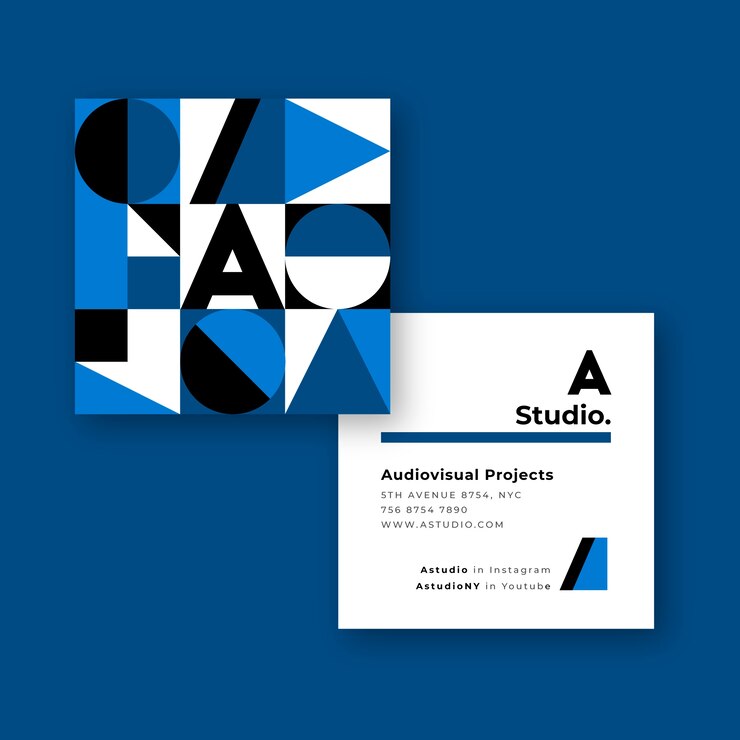 A
A
Studio.
Audiovisual Projects
5TH AVENUE 8754, NYC
756 8754 7890
WWW.ASTUDIO.COM
Astudio in Instagram
AstudioNY in Youtube